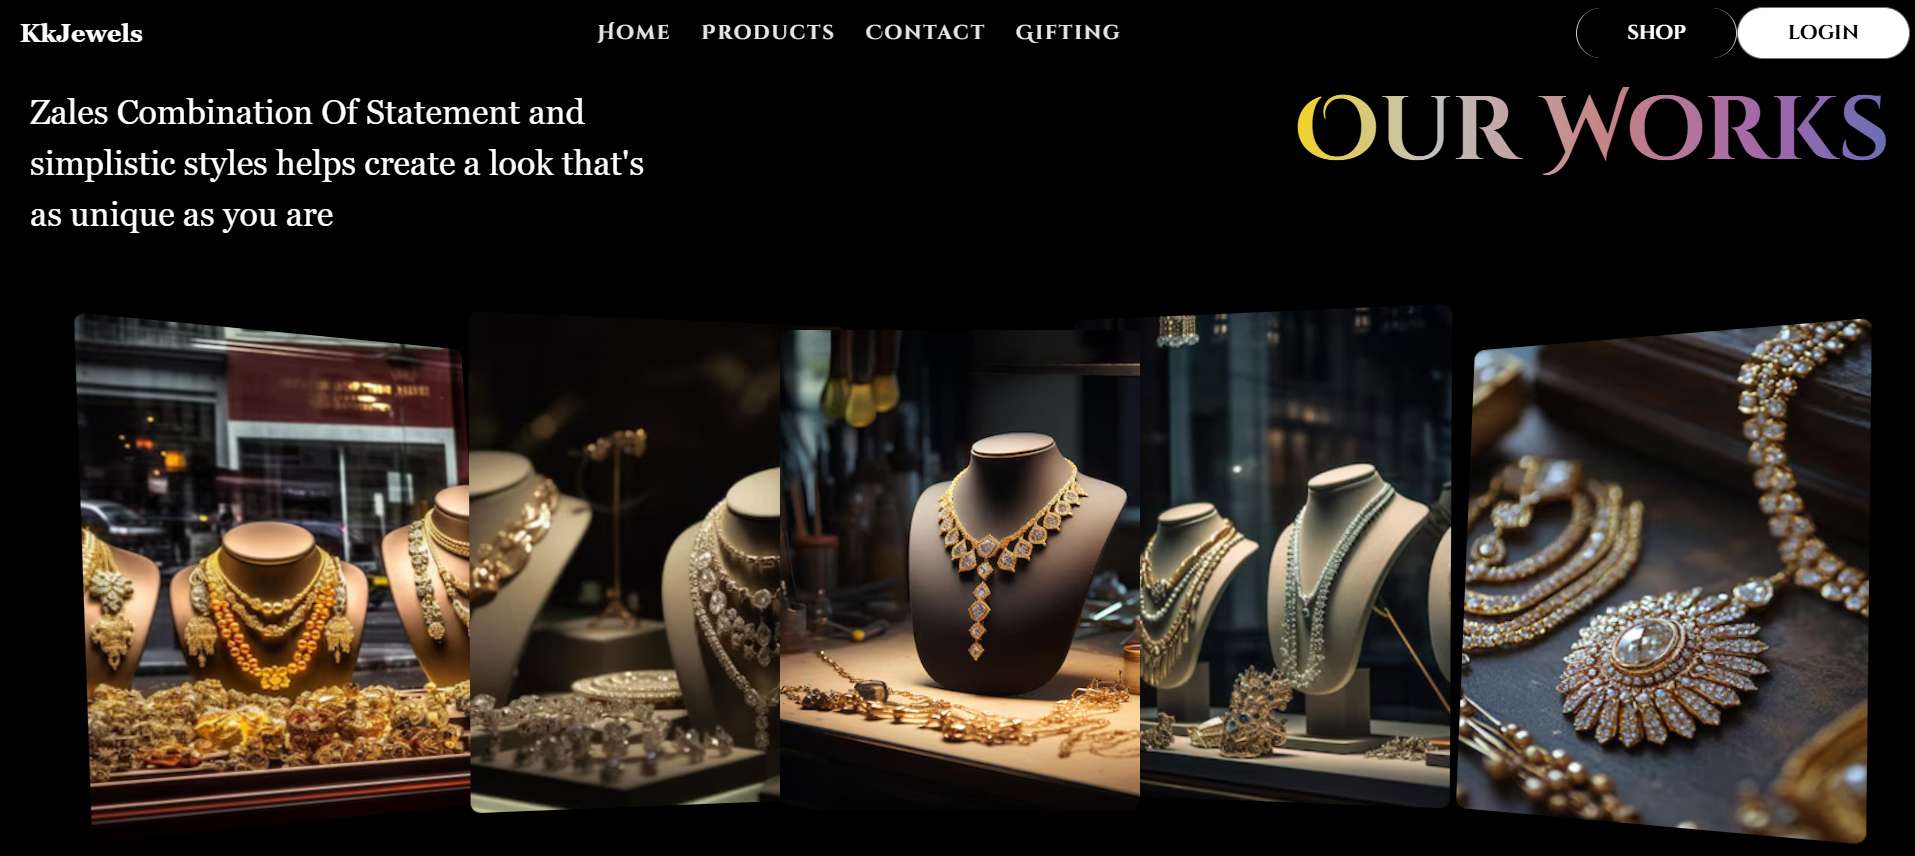 KkJewels
Home Products Contact Gifting
SHOP LOGIN
Zales Combination Of Statement and
simplistic styles helps create a look that's
as unique as you are
Our Works